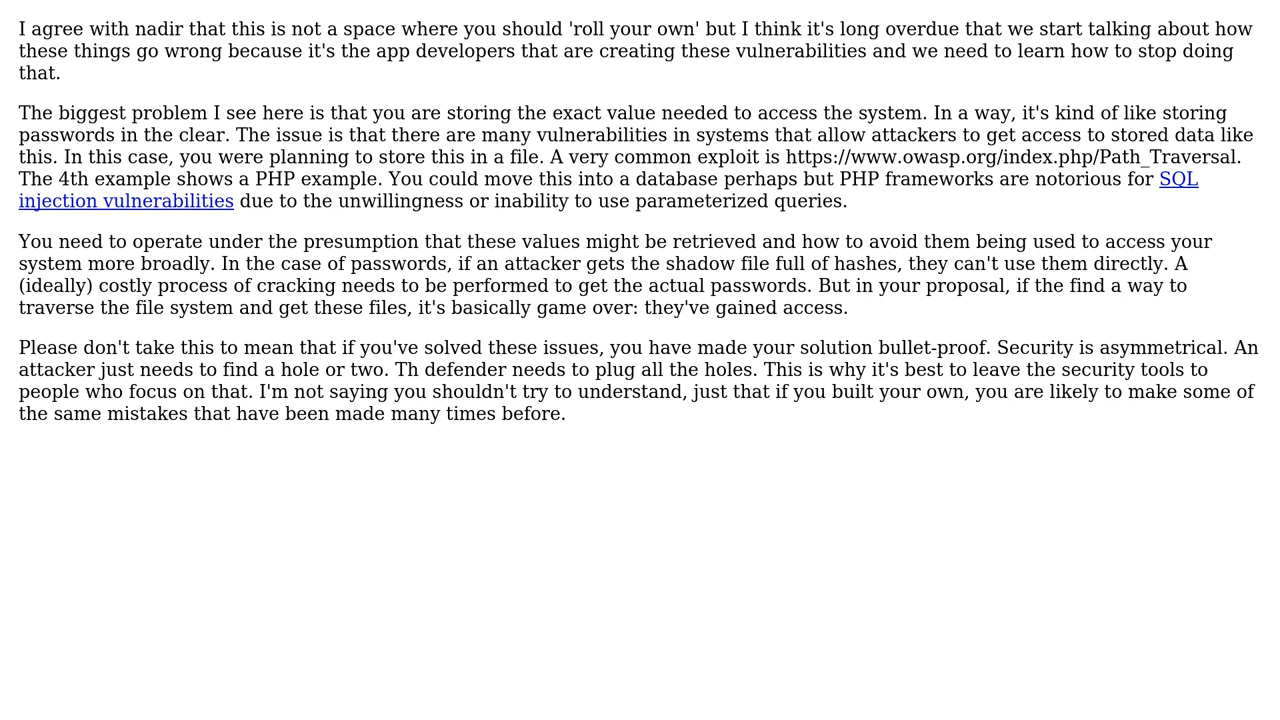 I agree with nadir that this is not a space where you should 'roll your own' but I think it's long overdue that we start talking about how
these things go wrong because it's the app developers that are creating these vulnerabilities and we need to learn how to stop doing
that.
The biggest problem I see here is that you are storing the exact value needed to access the system. In a way, it's kind of like storing
passwords in the clear. The issue is that there are many vulnerabilities in systems that allow attackers to get access to stored data like
this. In this case, you were planning to store this in a file. A very common exploit is https://www.owasp.org/index.php/Path_Traversal.
The 4th example shows a PHP example. You could move this into a database perhaps but PHP frameworks are notorious for SQL
injection vulnerabilities due to the unwillingness or inability to use parameterized queries.
You need to operate under the presumption that these values might be retrieved and how to avoid them being used to access your
system more broadly. In the case of passwords, if an attacker gets the shadow file full of hashes, they can't use them directly. A
(ideally) costly process of cracking needs to be performed to get the actual passwords. But in your proposal, if the find a way to
traverse the file system and get these files, it's basically game over: they've gained access.
Please don't take this to mean that if you've solved these issues, you have made your solution bullet-proof. Security is asymmetrical. An
attacker just needs to find a hole or two. Th defender needs to plug all the holes. This is why it's best to leave the security tools to
people who focus on that. I'm not saying you shouldn't try to understand, just that if you built your own, you are likely to make some of
the same mistakes that have been made many times before.